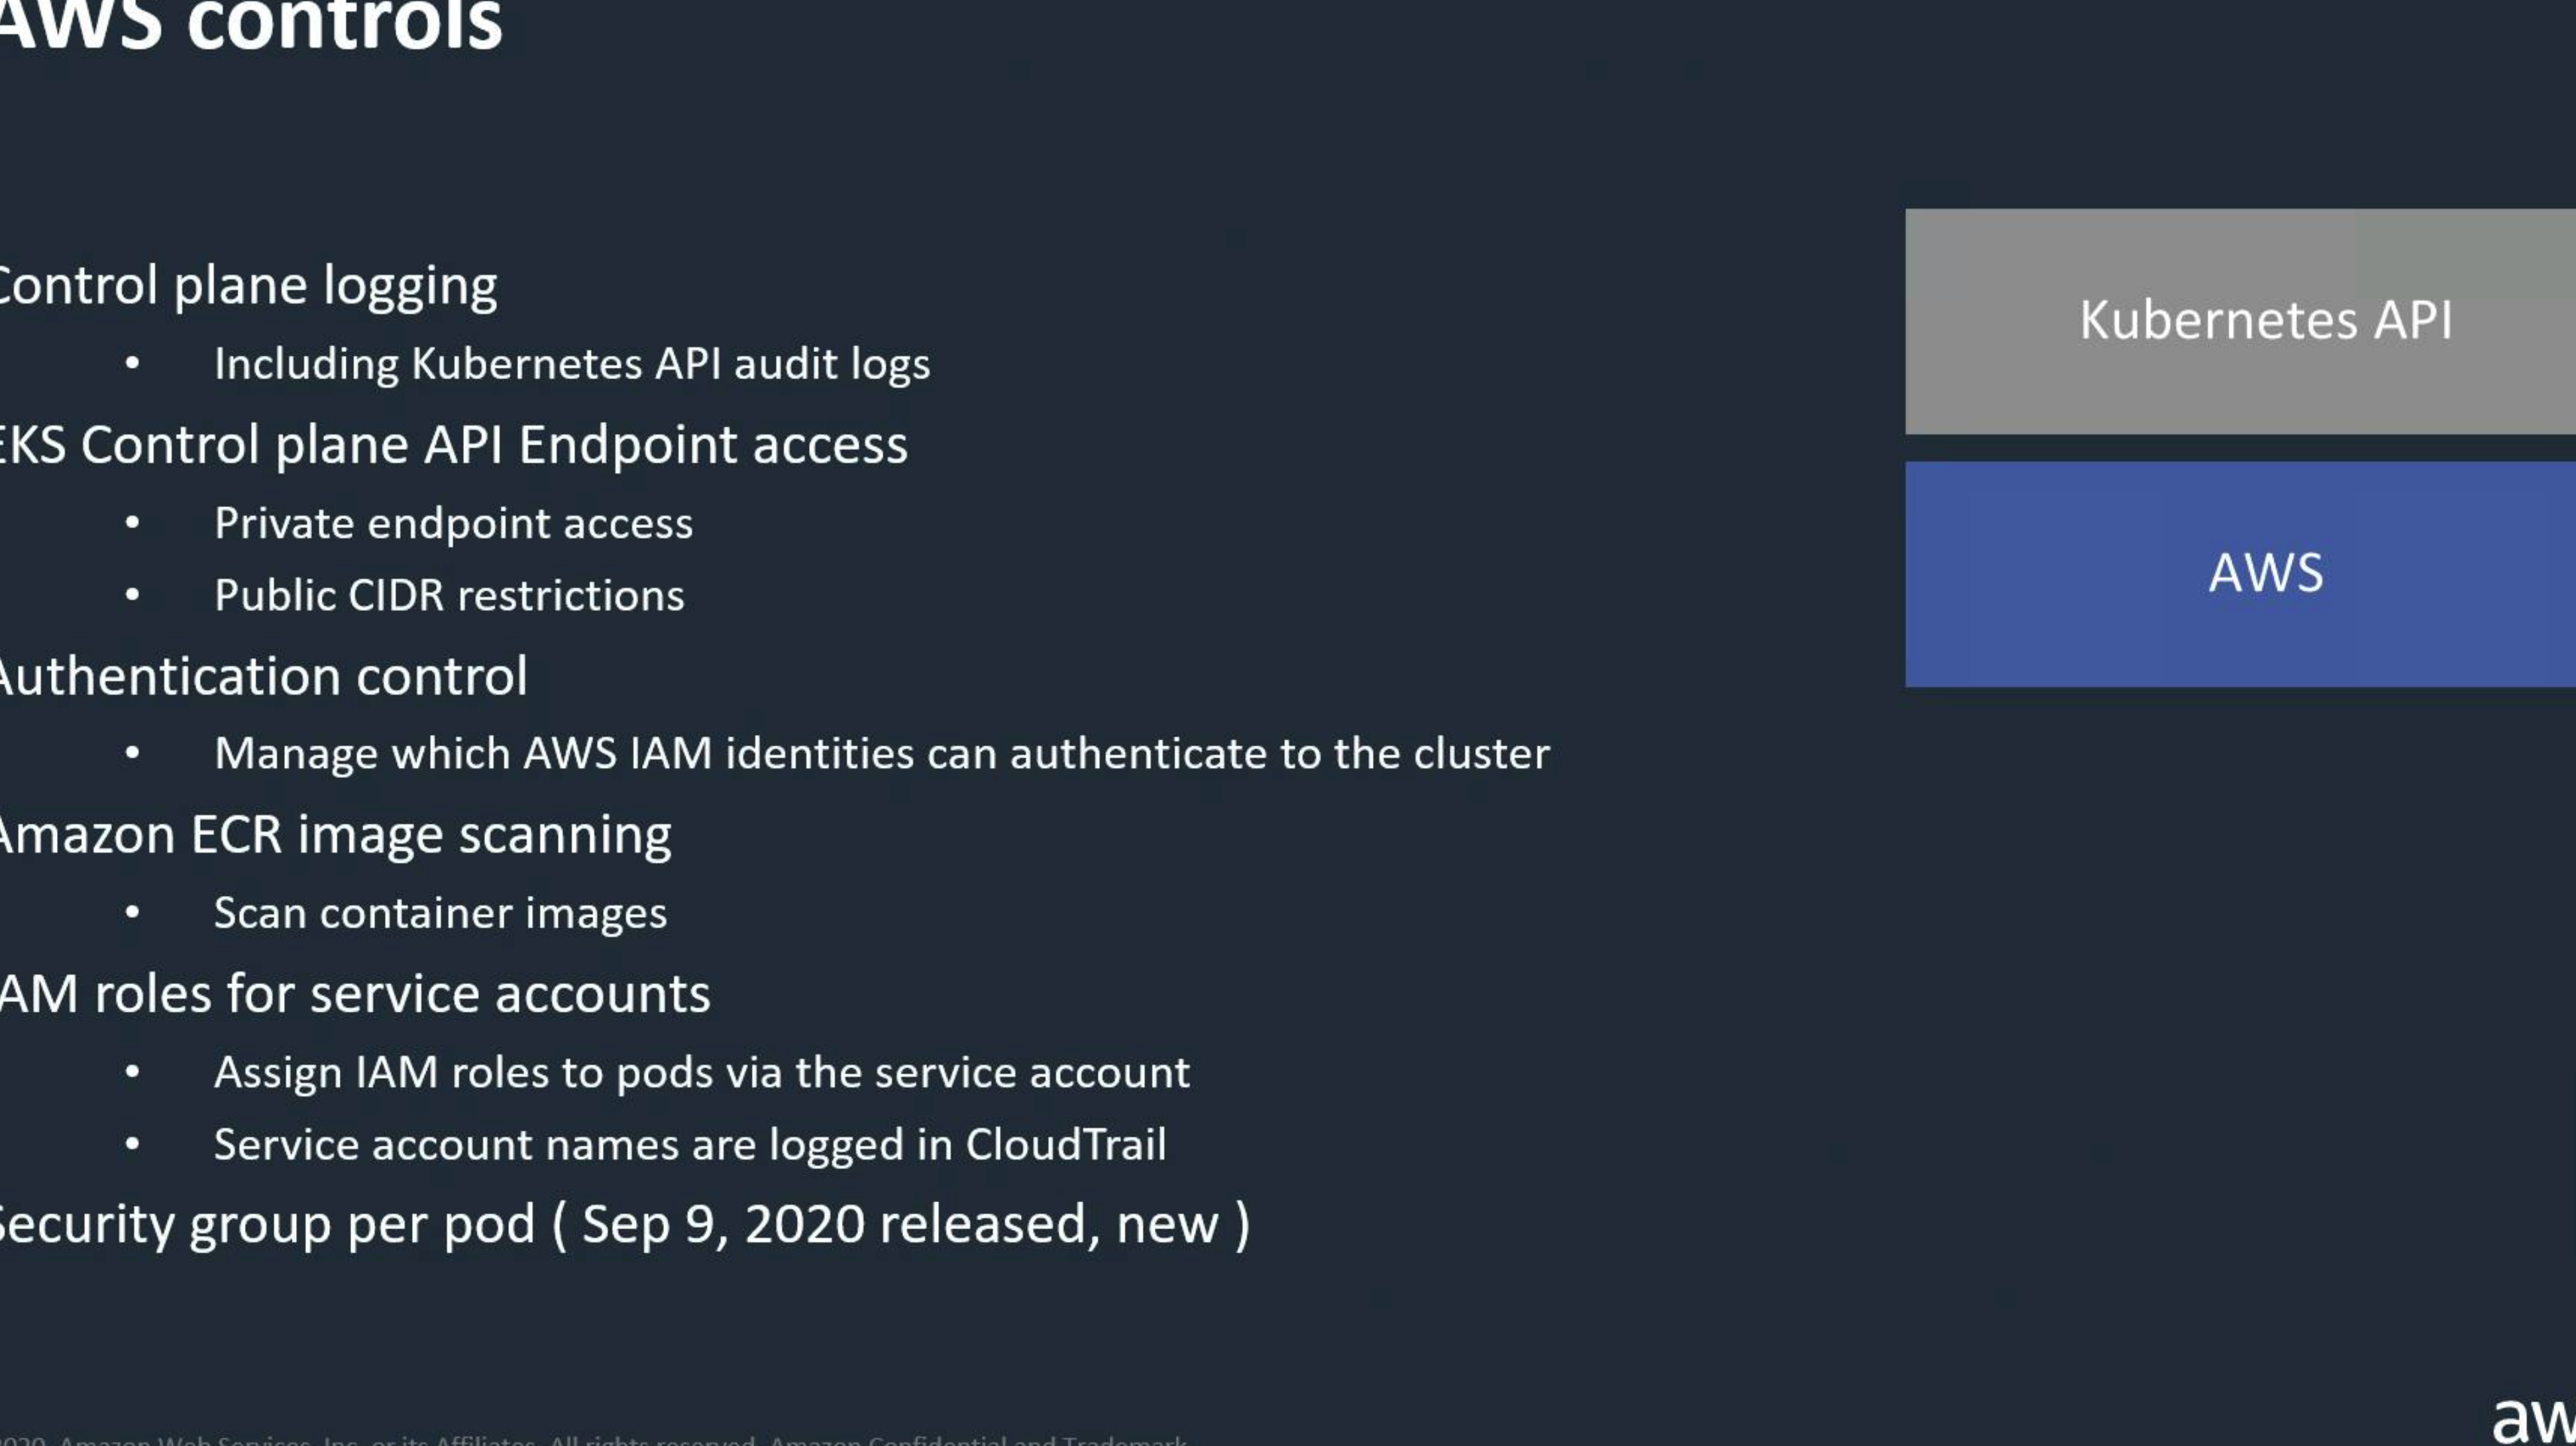 AWS controls
Control plane logging
• Including Kubernetes API audit logs
EKS Control plane API Endpoint access
• Private endpoint access
• Public CIDR restrictions
Authentication control
• Manage which AWS IAM identities can authenticate to the cluster
Amazon ECR image scanning
• Scan container images
IAM roles for service accounts
• Assign IAM roles to pods via the service account
• Service account names are logged in CloudTrail
Security group per pod ( Sep 9, 2020 released, new )
Kubernetes API
AWS
2020, Amazon Web Services, Inc. or its Affiliates. All rights reserved. Amazon Confidential and Trademark
aw